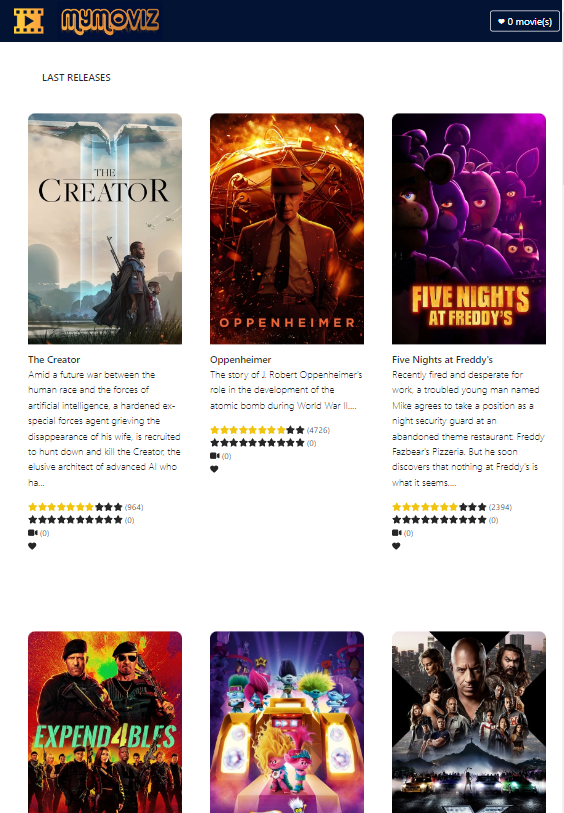 MYMOVIZ
0 movie(s)
LAST RELEASES
THE
CREATOR
OPPENHEIMER
FIVE NIGHTS
AT FREDDY'S
The Creator
Amid a future war between the
human race and the forces of
artificial intelligence, a hardened ex-
special forces agent grieving the
disappearance of his wife, is recruited
to hunt down and kill the Creator, the
elusive architect of advanced AI who
ha...
(964)
(0)
(0)
Oppenheimer
The story of J. Robert Oppenheimer's
role in the development of the
atomic bomb during World War II....
(4726)
(0)
(0)
Five Nights at Freddy's
Recently fired and desperate for
work, a troubled young man named
Mike agrees to take a position as a
night security guard at an
abandoned theme restaurant: Freddy
Fazbear's Pizzeria. But he soon
discovers that nothing at Freddy's is
what it seems....
(2394)
(0)
(0)
EXPEND4BLES